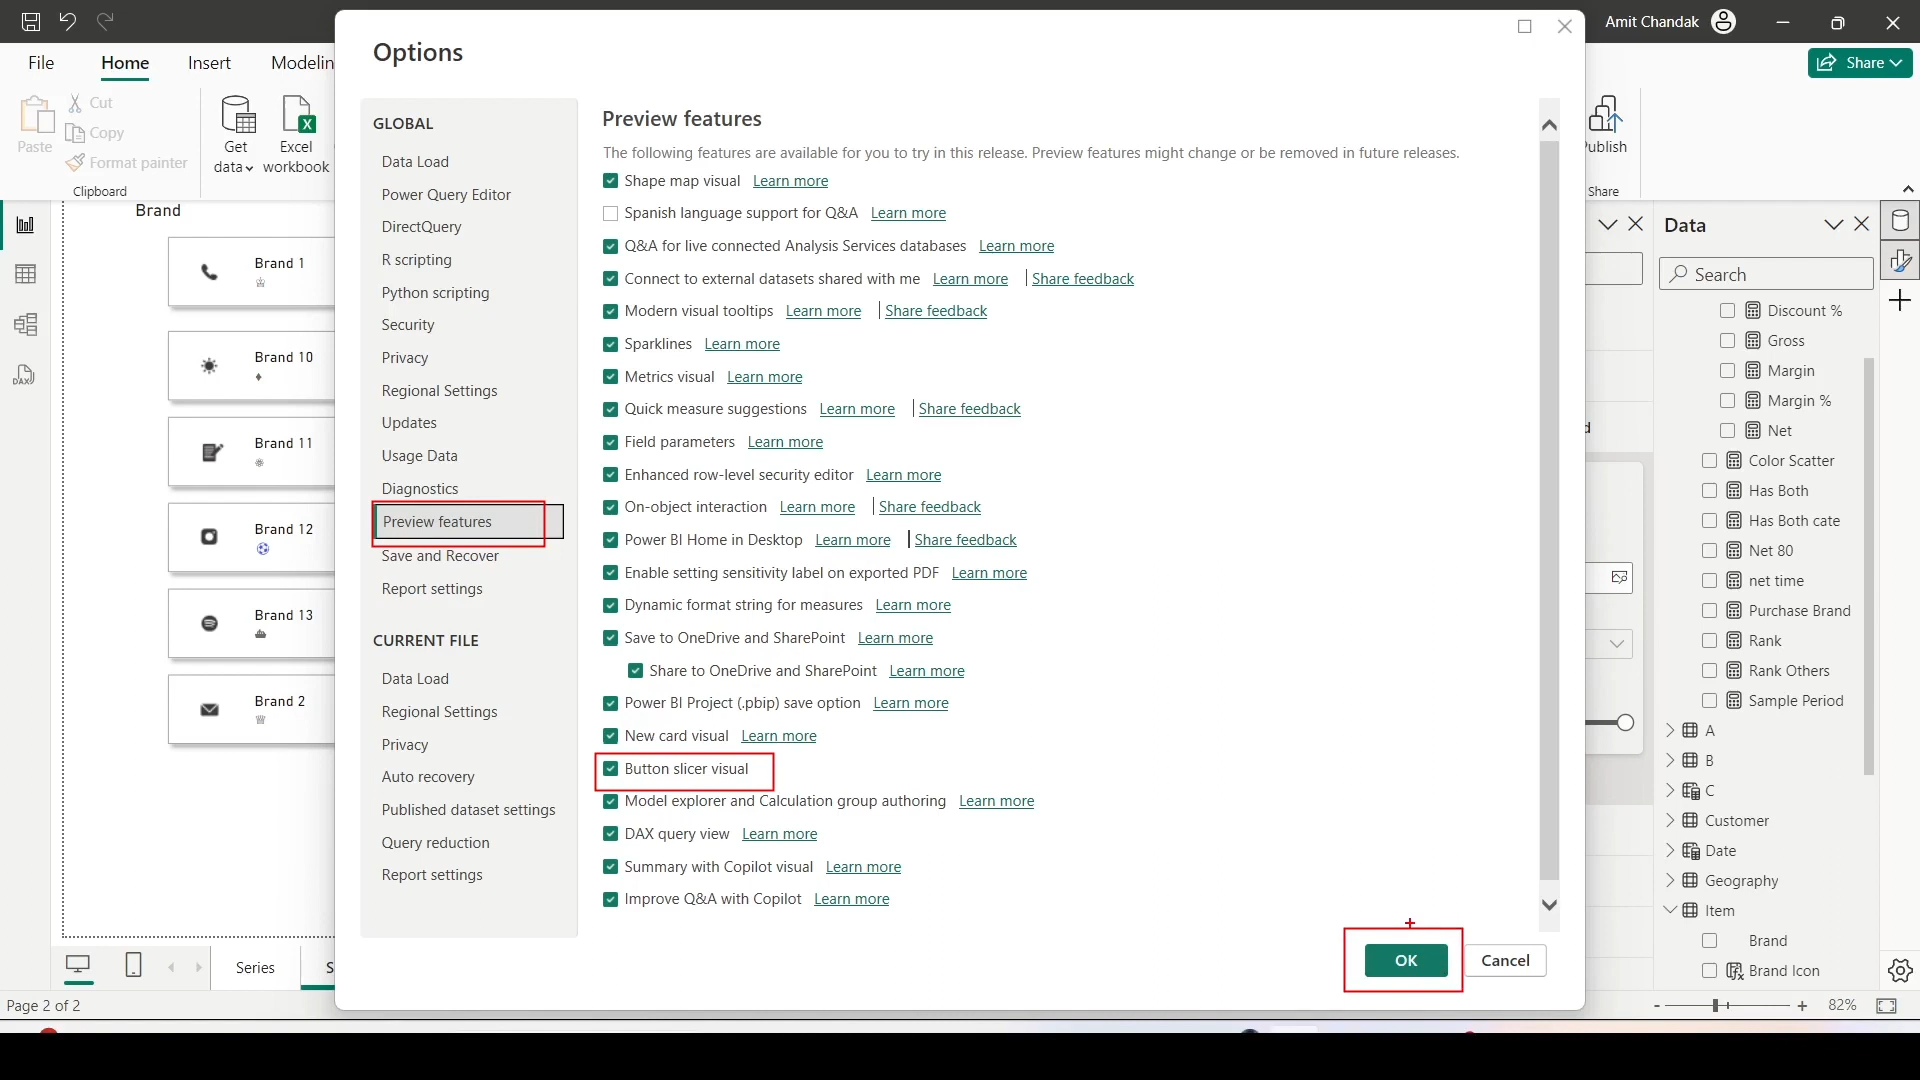 Amit Chandak
File
Home
Insert
Modelin
Share
Paste
Cut
Copy
Format painter
Clipboard
Get data
Excel workbook
Publish
Share
Brand
Brand 1
Brand 10
Brand 11
Brand 12
Brand 13
Brand 2
Options
GLOBAL
Data Load
Power Query Editor
DirectQuery
R scripting
Python scripting
Security
Privacy
Regional Settings
Updates
Usage Data
Diagnostics
Preview features
Save and Recover
Report settings
CURRENT FILE
Data Load
Regional Settings
Privacy
Auto recovery
Published dataset settings
Query reduction
Report settings
Preview features
The following features are available for you to try in this release. Preview features might change or be removed in future releases.
Shape map visual Learn more
Spanish language support for Q&A Learn more
Q&A for live connected Analysis Services databases Learn more
Connect to external datasets shared with me Learn more | Share feedback
Modern visual tooltips Learn more | Share feedback
Sparklines Learn more
Metrics visual Learn more
Quick measure suggestions Learn more | Share feedback
Field parameters Learn more
Enhanced row-level security editor Learn more
On-object interaction Learn more | Share feedback
Power BI Home in Desktop Learn more | Share feedback
Enable setting sensitivity label on exported PDF Learn more
Dynamic format string for measures Learn more
Save to OneDrive and SharePoint Learn more
Share to OneDrive and SharePoint Learn more
Power BI Project (.pbip) save option Learn more
New card visual Learn more
Button slicer visual
Model explorer and Calculation group authoring Learn more
DAX query view Learn more
Summary with Copilot visual Learn more
Improve Q&A with Copilot Learn more
OK
Cancel
Data
Search
Discount %
Gross
Margin
Margin %
Net
Color Scatter
Has Both
Has Both cate
Net 80
net time
Purchase Brand
Rank
Rank Others
Sample Period
A
B
C
Customer
Date
Geography
Item
Brand
Brand Icon
Series
S
Page 2 of 2
- + 82%